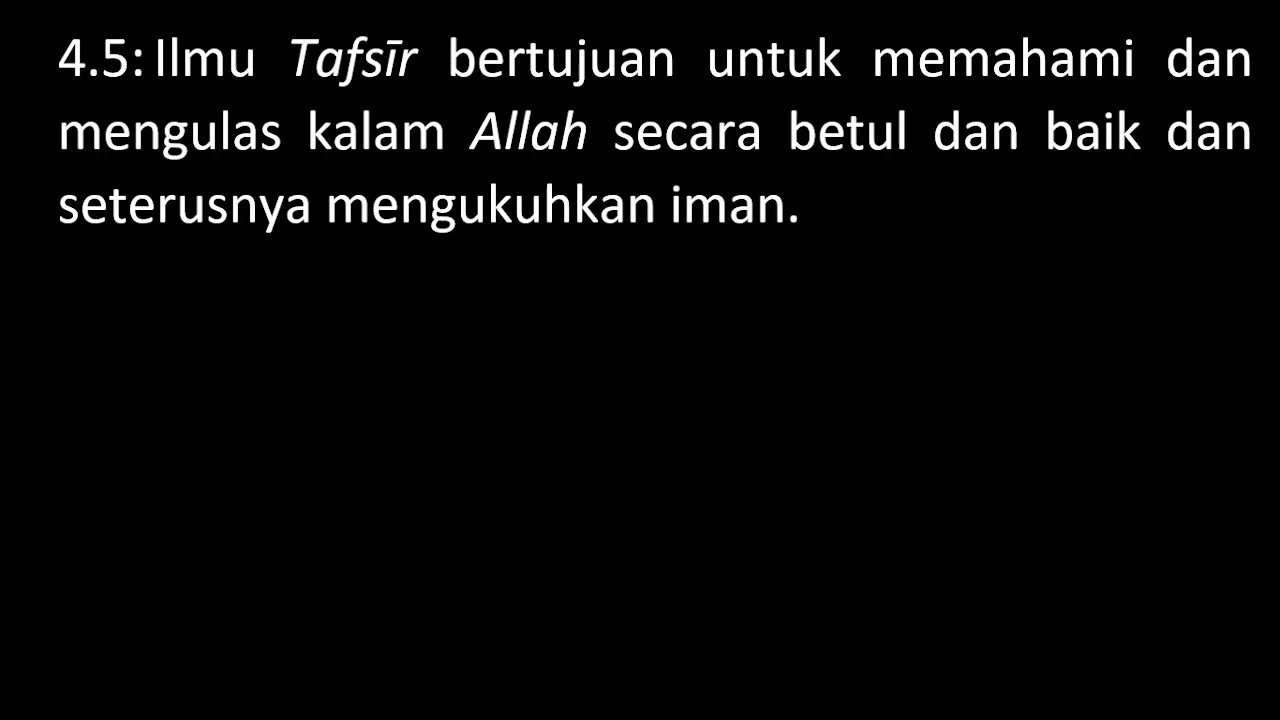 4.5: Ilmu Tafsīr bertujuan untuk memahami dan
mengulas kalam Allah secara betul dan baik dan
seterusnya mengukuhkan iman.